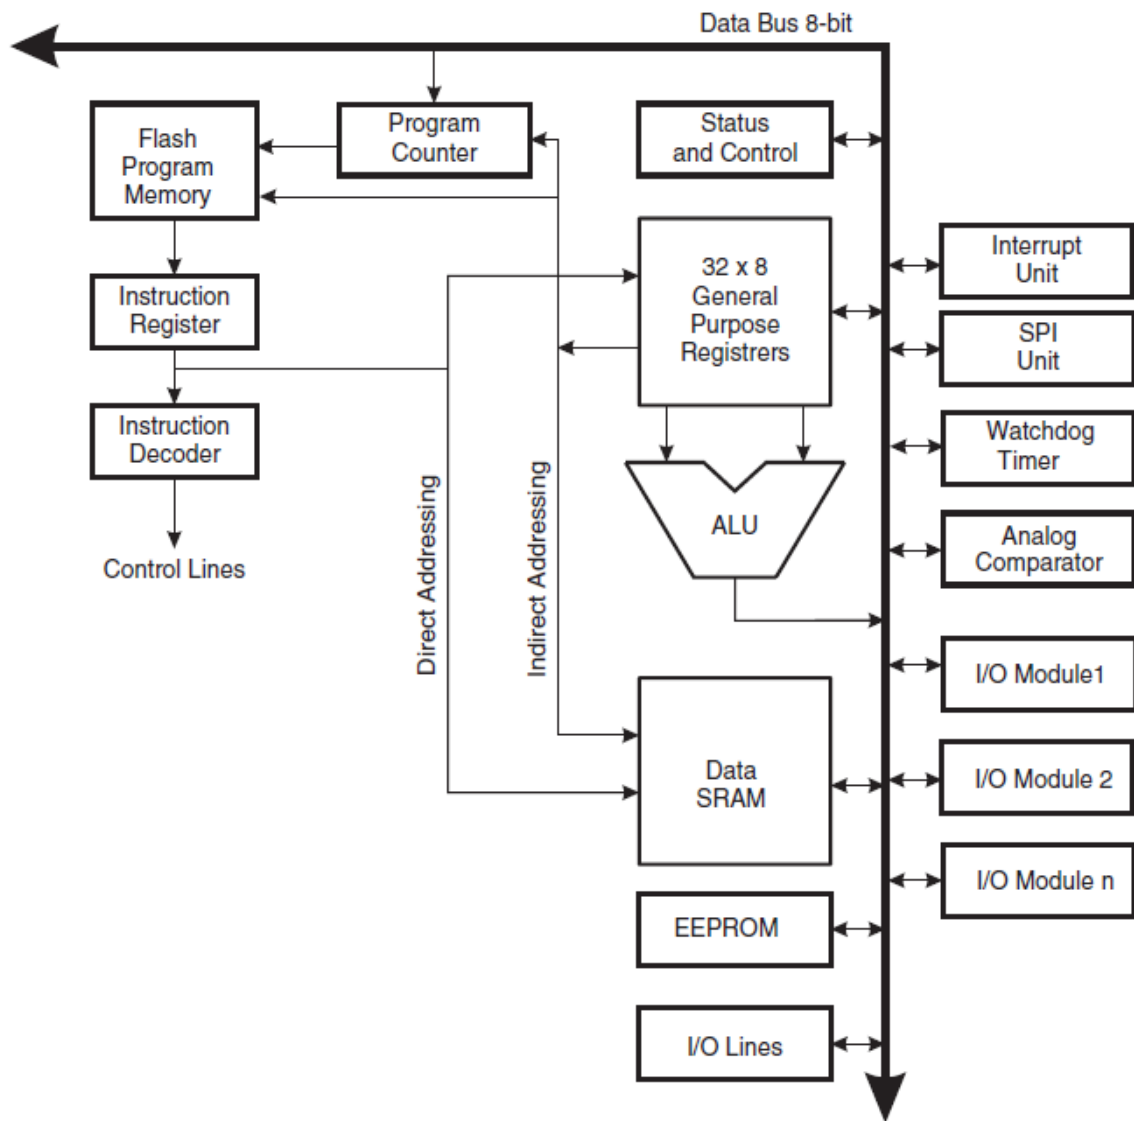 Data Bus 8-bit
Flash
Program
Memory
Program
Counter
Status
and Control
Instruction
Register
32 x 8
General
Purpose
Registrers
Interrupt
Unit
SPI
Unit
Instruction
Decoder
Watchdog
Timer
Control Lines
Direct Addressing
Indirect Addressing
ALU
Analog
Comparator
I/O Module1
Data
SRAM
I/O Module 2
I/O Module n
EEPROM
I/O Lines